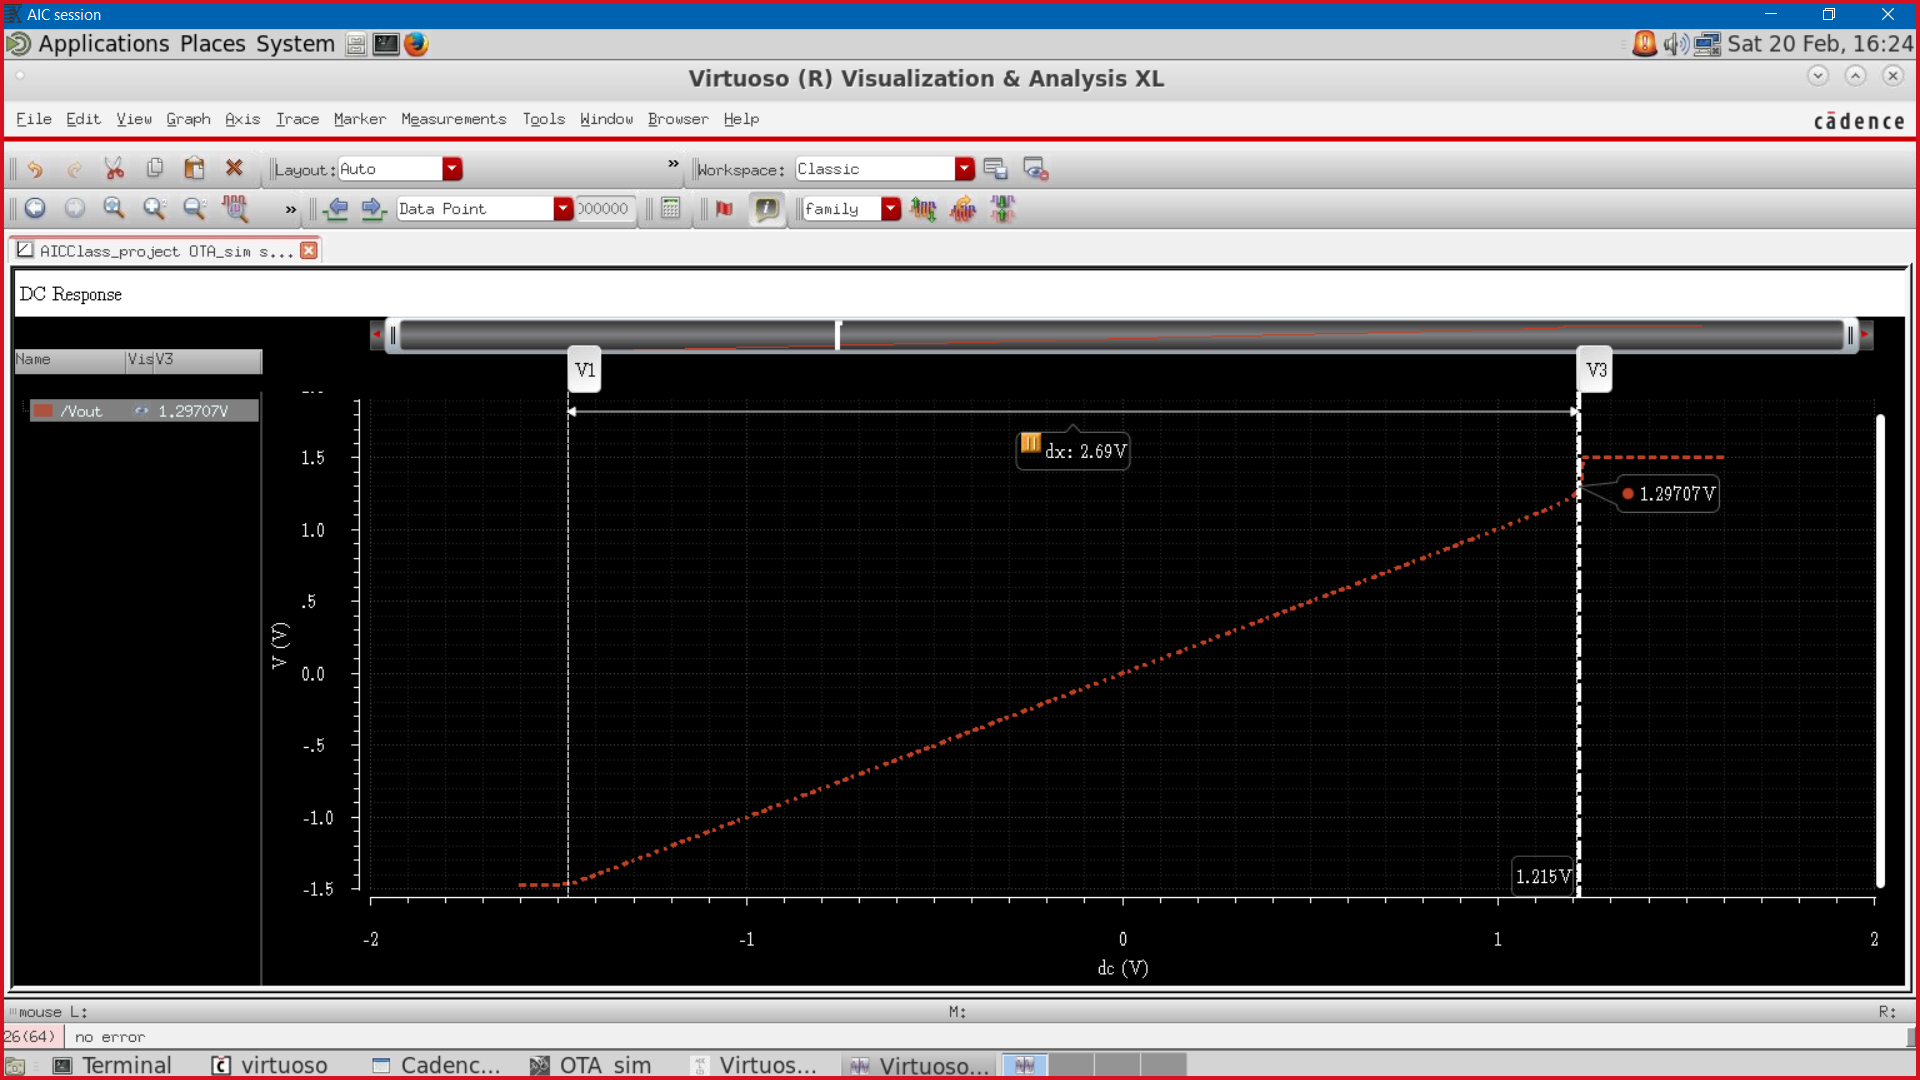 AIC session
Applications Places System
Sat 20 Feb, 16:24
Virtuoso (R) Visualization & Analysis XL
File Edit View Graph Axis Trace Marker Measurements Tools Window Browser Help
cādence
Layout: Auto
» Workspace: Classic
» Data Point
000000
family
AICClass_project OTA_sim s...
DC Response
Name Vis V3
/Vout 1.29707V
V1
V3
dx: 2.69V
1.29707V
1.215V
1.5
1.0
.5
0.0
-.5
-1.0
-1.5
V (V)
-2 -1 0 1 2
dc (V)
mouse L: M: R:
26(64) no error
Terminal virtuoso Cadenc... OTA sim Virtuos... Virtuoso...